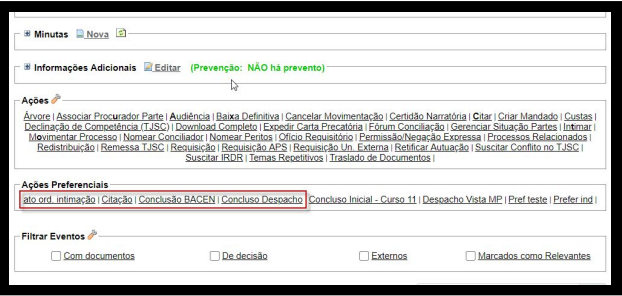 Minutas Nova
Informações Adicionais Editar (Prevenção: NÃO há prevento)
Ações
Árvore | Associar Procurador Parte | Audiência | Baixa Definitiva | Cancelar Movimentação | Certidão Narratória | Citar | Criar Mandado | Custas |
Declinação de Competência (TJSC) | Download Completo | Expedir Carta Precatória | Fórum Conciliação | Gerenciar Situação Partes | Intimar |
Movimentar Processo | Nomear Conciliador | Nomear Peritos | Ofício Requisitório | Permissão/Negação Expressa | Processos Relacionados |
Redistribuição | Remessa TJSC | Requisição | Requisição APS | Requisição Un. Externa | Retificar Autuação | Suscitar Conflito no TJSC |
Suscitar IRDR | Temas Repetitivos | Traslado de Documentos |
Ações Preferenciais
ato ord. intimação | Citação | Conclusão BACEN | Concluso Despacho | Concluso Inicial - Curso 11 | Despacho Vista MP | Pref teste | Prefer ind |
Filtrar Eventos
Com documentos De decisão Externos Marcados como Relevantes